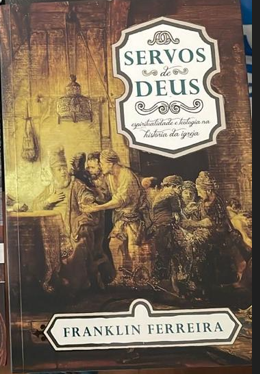 SERVOS
de
DEUS
espiritualidade e teologia na
história da igreja
FRANKLIN FERREIRA